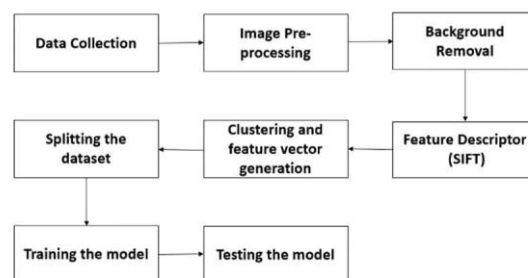 Data Collection
Image Pre-
processing
Background
Removal
Feature Descriptor
(SIFT)
Clustering and
feature vector
generation
Splitting the
dataset
Training the model
Testing the model